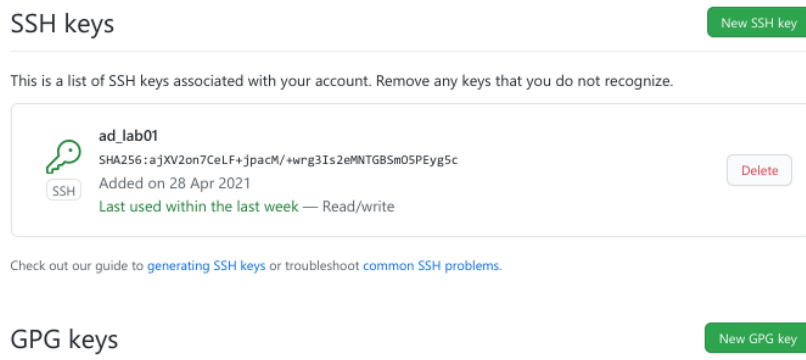 SSH keys
New SSH key
This is a list of SSH keys associated with your account. Remove any keys that you do not recognize.
ad_lab01
SHA256:ajXV2on7CeLF+jpacM/+wrg3Is2eMNTGBSmO5PEyg5c
SSH
Added on 28 Apr 2021
Last used within the last week — Read/write
Delete
Check out our guide to generating SSH keys or troubleshoot common SSH problems.
GPG keys
New GPG key